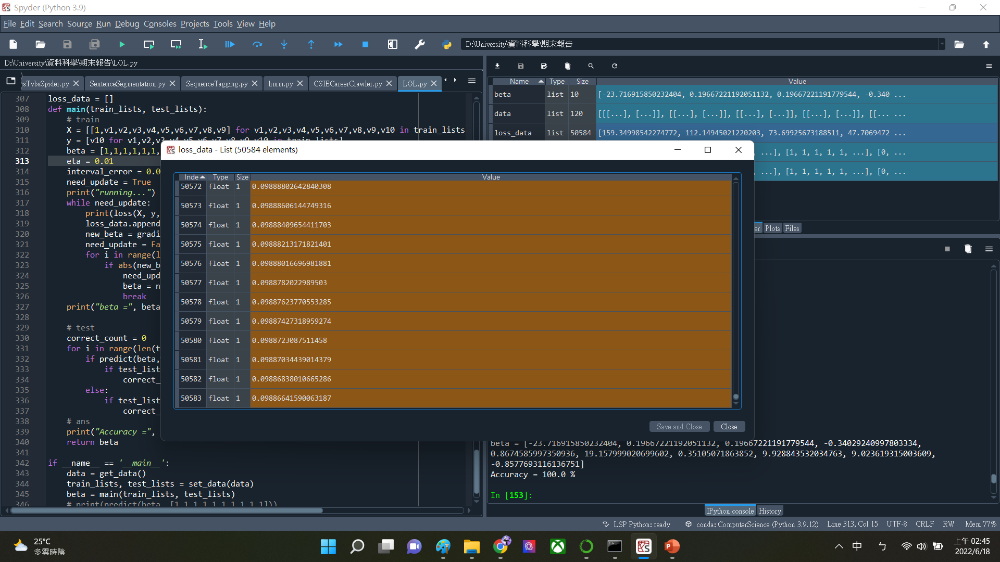 Spyder (Python 3.9)
File Edit Search Source Run Debug Consoles Projects Tools View Help
D:\University\資料科學\期末報告
D:\University\資料科學\期末報告\LOL.py
sTvbsSpider.py SentenceSegmentation.py SequenceTagging.py hmm.py CSIECareerCrawler.py LOL.py
307 loss_data = []
308 def main(train_lists, test_lists):
309 # train
310 X = [[1,v1,v2,v3,v4,v5,v6,v7,v8,v9] for v1,v2,v3,v4,v5,v6,v7,v8,v9,v10 in train_lists
311 y = [v10 for v1,v2,v3,v4,v5,v6,v7,v8,v9,v10 in train_lists]
312 beta = [1,1,1,1,1,1,
313 eta = 0.01
314 interval_error = 0.0
315 need_update = True
316 print("running...")
317 while need_update:
318 print(loss(X, y,
319 loss_data.append
320 new_beta = gradi
321 need_update = Fa
322 for i in range(l
323 if abs(new_b
324 need_upd
325 beta = n
326 break
327 print("beta =", beta
328
329 # test
330 correct_count = 0
331 for i in range(len(t
332 if predict(beta,
333 if test_list
334 correct_
335 else:
336 if test_list
337 correct_
338 # ans
339 print("Accuracy =",
340 return beta
341
342 if __name__ == '__main__':
343 data = get_data()
344 train_lists, test_lists = set_data(data)
345 beta = main(train_lists, test_lists)
346 # print(predict(beta, [1,1,1,1,1,1,1,1,1,1]))
Name Type Size Value
beta list 10 [-23.716915850232404, 0.19667221192051132, 0.19667221191779544, -0.340 ...
data list 120 [[[...], [...]], [[...], [...]], [[...], [...]], [[...], [...]], [[... ...
loss_data list 50584 [159.34998542274772, 112.14945021220203, 73.69925673188511, 47.7069472 ...
...], [1, 1, 1, 1, 1, ...], [0, ...
...], [1, 1, 1, 1, 1, ...], [0, ...
er Plots Files
loss_data - List (50584 elements)
Inde Type Size Value
50572 float 1 0.09888802642840308
50573 float 1 0.09888606144749316
50574 float 1 0.09888409654411703
50575 float 1 0.09888213171821401
50576 float 1 0.09888016696981881
50577 float 1 0.0988782022989503
50578 float 1 0.09887623770553285
50579 float 1 0.09887427318959274
50580 float 1 0.0988723087511458
50581 float 1 0.09887034439014379
50582 float 1 0.09886838010665286
50583 float 1 0.09886641590063187
Save and Close Close
beta = [-23.716915850232404, 0.19667221192051132, 0.19667221191779544, -0.34029240997803334,
0.8674585997350936, 19.157999020699602, 0.35105071863852, 9.928843532034763, 9.023619315003609,
-0.8577693116136751]
Accuracy = 100.0 %
In [153]:
IPython console History
LSP Python: ready conda: ComputerScience (Python 3.9.12) Line 313, Col 15 UTF-8 CRLF RW Mem 77%
25°C
多雲時陰
中 ㄅ
上午 02:45
2022/6/18